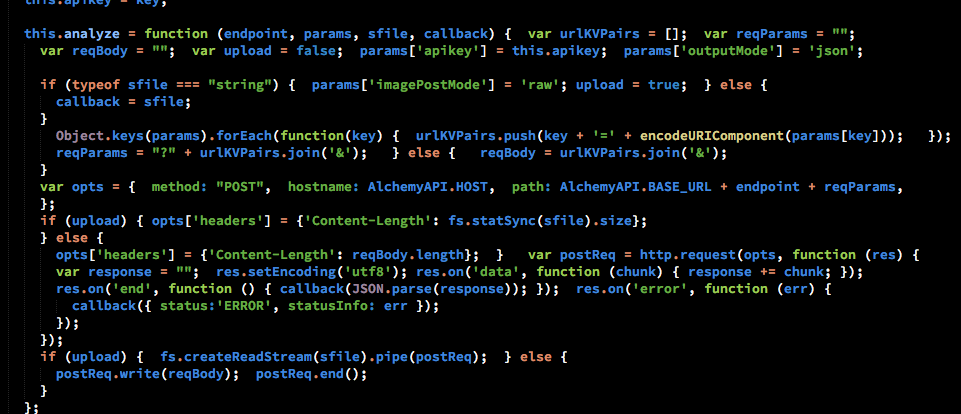 this.apikey = key;
this.analyze = function (endpoint, params, sfile, callback) {  var urlKVPairs = [];  var reqParams = "";
  var reqBody = "";  var upload = false;  params['apikey'] = this.apikey;  params['outputMode'] = 'json';
  if (typeof sfile === "string") {  params['imagePostMode'] = 'raw'; upload = true;  } else {
    callback = sfile;
  }
    Object.keys(params).forEach(function(key) {  urlKVPairs.push(key + '=' + encodeURIComponent(params[key]));   });
    reqParams = "?" + urlKVPairs.join('&');   } else {   reqBody = urlKVPairs.join('&');
  }
  var opts = {  method: "POST",  hostname: AlchemyAPI.HOST,  path: AlchemyAPI.BASE_URL + endpoint + reqParams,
  };
  if (upload) { opts['headers'] = {'Content-Length': fs.statSync(sfile).size};
  } else {
    opts['headers'] = {'Content-Length': reqBody.length};  }   var postReq = http.request(opts, function (res) {
    var response = "";  res.setEncoding('utf8'); res.on('data', function (chunk) { response += chunk; });
    res.on('end', function () { callback(JSON.parse(response)); });  res.on('error', function (err) {
      callback({ status:'ERROR', statusInfo: err });
    });
  });
  if (upload) {  fs.createReadStream(sfile).pipe(postReq);  } else {
    postReq.write(reqBody);  postReq.end();
  }
};